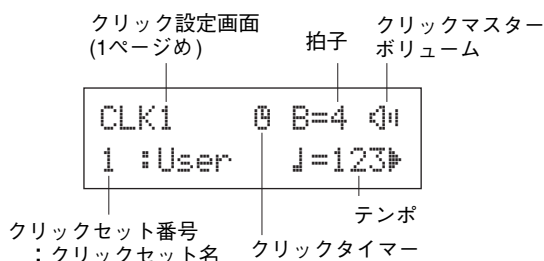 クリック設定画面
(1ページめ)
拍子
クリックマスター
ボリューム
CLK1 B=4
1 :User ♩=123
テンポ
クリックセット番号
:クリックセット名
クリックタイマー